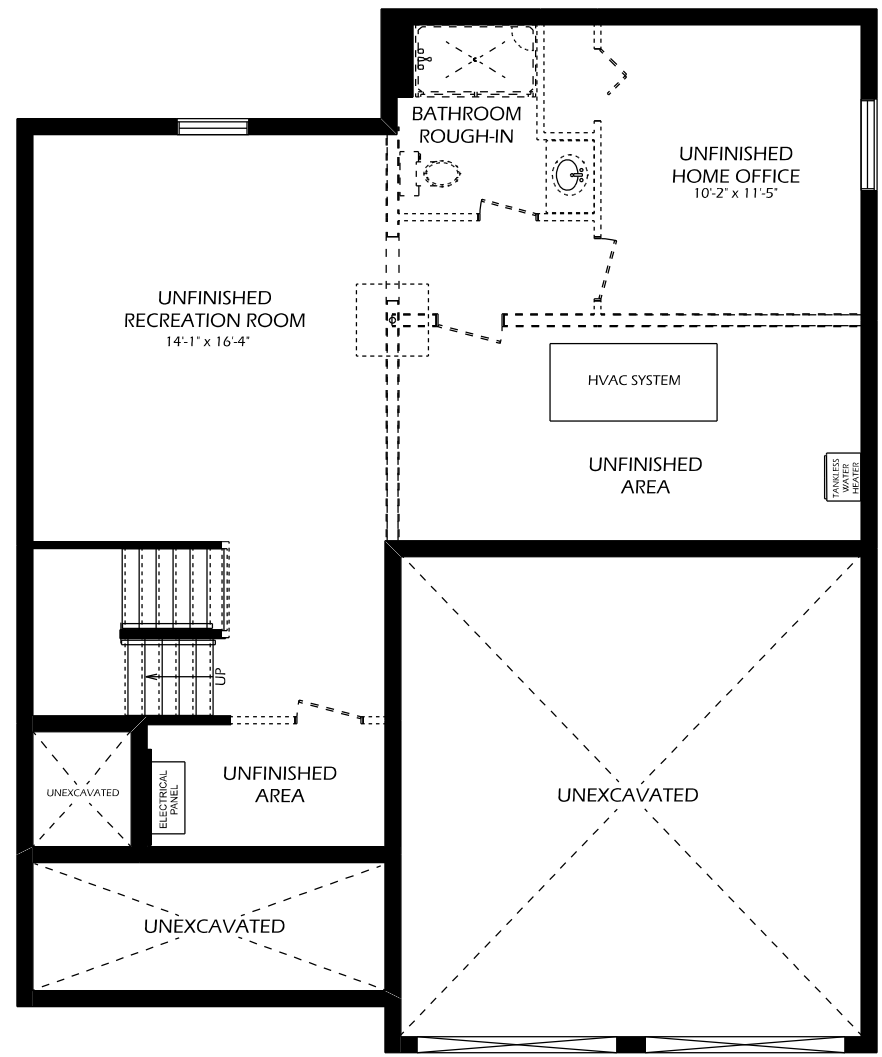 BATHROOM
ROUGH-IN
UNFINISHED
HOME OFFICE
10'-2" x 11'-5"
UNFINISHED
RECREATION ROOM
14'-1" x 16'-4"
HVAC SYSTEM
UNFINISHED
AREA
TANKLESS
WATER
HEATER
UP
UNFINISHED
AREA
ELECTRICAL
PANEL
UNEXCAVATED
UNEXCAVATED
UNEXCAVATED